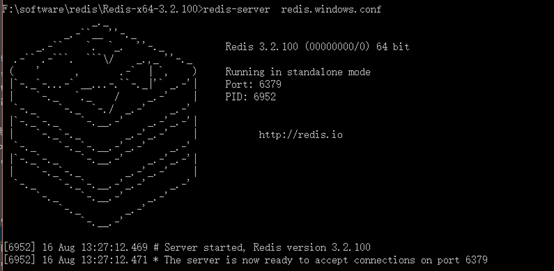 F:\software\redis\Redis-x64-3.2.100>redis-server  redis.windows.conf
Redis 3.2.100 (00000000/0) 64 bit
Running in standalone mode
Port: 6379
PID: 6952
http://redis.io
[6952] 16 Aug 13:27:12.469 # Server started, Redis version 3.2.100
[6952] 16 Aug 13:27:12.471 * The server is now ready to accept connections on port 6379